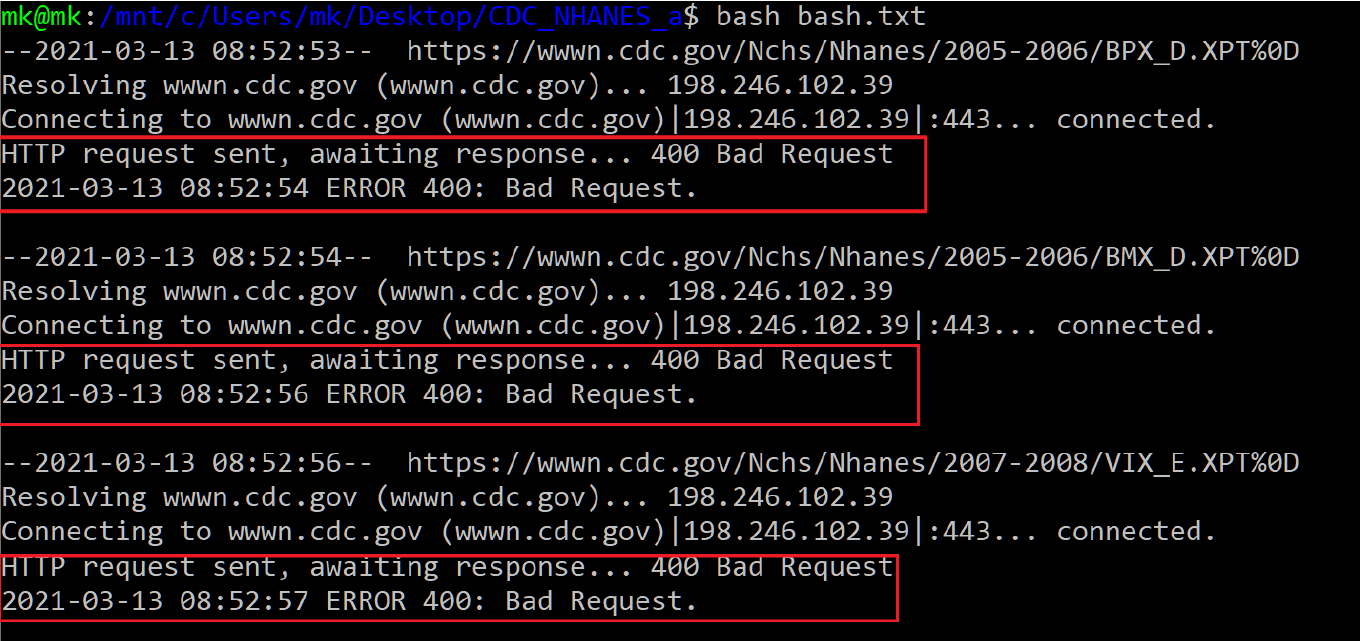 mk@mk:/mnt/c/Users/mk/Desktop/CDC_NHANES_a$ bash bash.txt
--2021-03-13 08:52:53--  https://wwwn.cdc.gov/Nchs/Nhanes/2005-2006/BPX_D.XPT%0D
Resolving wwwn.cdc.gov (wwwn.cdc.gov)... 198.246.102.39
Connecting to wwwn.cdc.gov (wwwn.cdc.gov)|198.246.102.39|:443... connected.
HTTP request sent, awaiting response... 400 Bad Request
2021-03-13 08:52:54 ERROR 400: Bad Request.
--2021-03-13 08:52:54--  https://wwwn.cdc.gov/Nchs/Nhanes/2005-2006/BMX_D.XPT%0D
Resolving wwwn.cdc.gov (wwwn.cdc.gov)... 198.246.102.39
Connecting to wwwn.cdc.gov (wwwn.cdc.gov)|198.246.102.39|:443... connected.
HTTP request sent, awaiting response... 400 Bad Request
2021-03-13 08:52:56 ERROR 400: Bad Request.
--2021-03-13 08:52:56--  https://wwwn.cdc.gov/Nchs/Nhanes/2007-2008/VIX_E.XPT%0D
Resolving wwwn.cdc.gov (wwwn.cdc.gov)... 198.246.102.39
Connecting to wwwn.cdc.gov (wwwn.cdc.gov)|198.246.102.39|:443... connected.
HTTP request sent, awaiting response... 400 Bad Request
2021-03-13 08:52:57 ERROR 400: Bad Request.